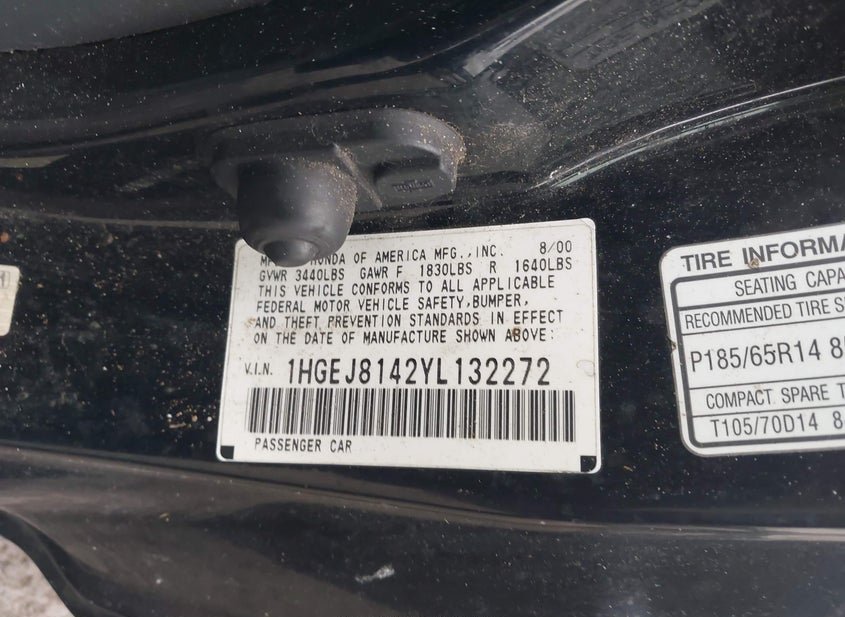 HONDA OF AMERICA MFG.,INC. 8/00
GVWR 3440LBS GAWR F 1830LBS R 1640LBS
THIS VEHICLE CONFORMS TO ALL APPLICABLE
FEDERAL MOTOR VEHICLE SAFETY,BUMPER,
AND THEFT PREVENTION STANDARDS IN EFFECT
ON THE DATE OF MANUFACTURE SHOWN ABOVE:
V.I.N. 1HGEJ8142YL132272
PASSENGER CAR
TIRE INFORMA
SEATING CAPA
RECOMMENDED TIRE S
P185/65R14 8
COMPACT SPARE T
T105/70D14 8